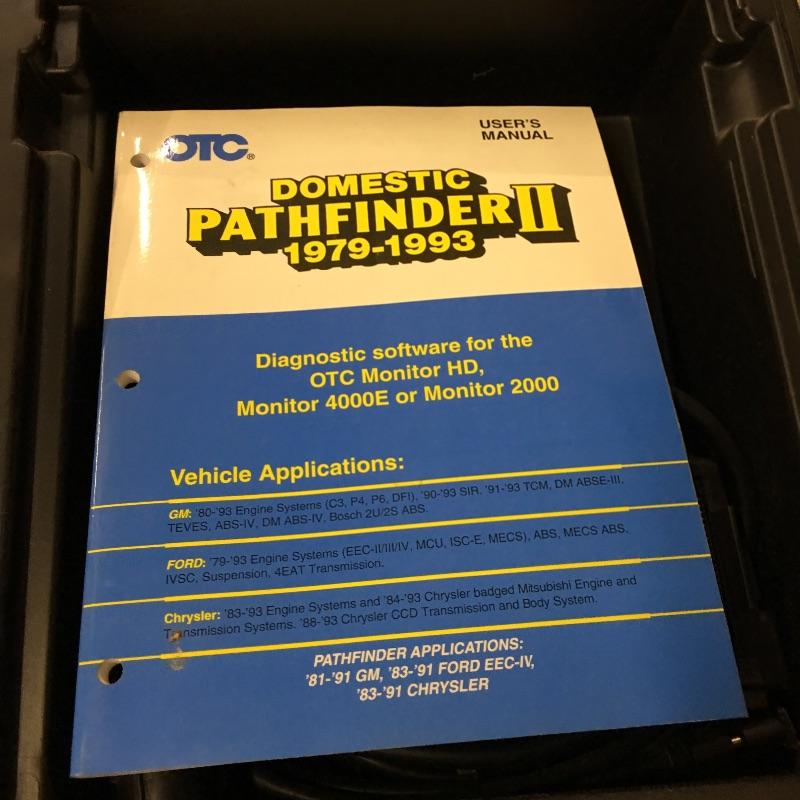 OTC®
USER'S
MANUAL
DOMESTIC
PATHFINDER II
1979-1993
Diagnostic software for the
OTC Monitor HD,
Monitor 4000E or Monitor 2000
Vehicle Applications:
GM: '80-'93 Engine Systems (C3, P4, P6, DFI), '90-'93 SIR. '91-'93 TCM, DM ABSE-III,
TEVES, ABS-IV, DM ABS-IV, Bosch 2U/2S ABS.
FORD: '79-'93 Engine Systems (EEC-II/III/IV, MCU, ISC-E, MECS), ABS, MECS ABS,
IVSC, Suspension, 4EAT Transmission.
Chrysler: '83-'93 Engine Systems and '84-'93 Chrysler badged Mitsubishi Engine and
Transmission Systems. '88-'93 Chrysler CCD Transmission and Body System.
PATHFINDER APPLICATIONS:
'81-'91 GM, '83-'91 FORD EEC-IV,
'83-'91 CHRYSLER